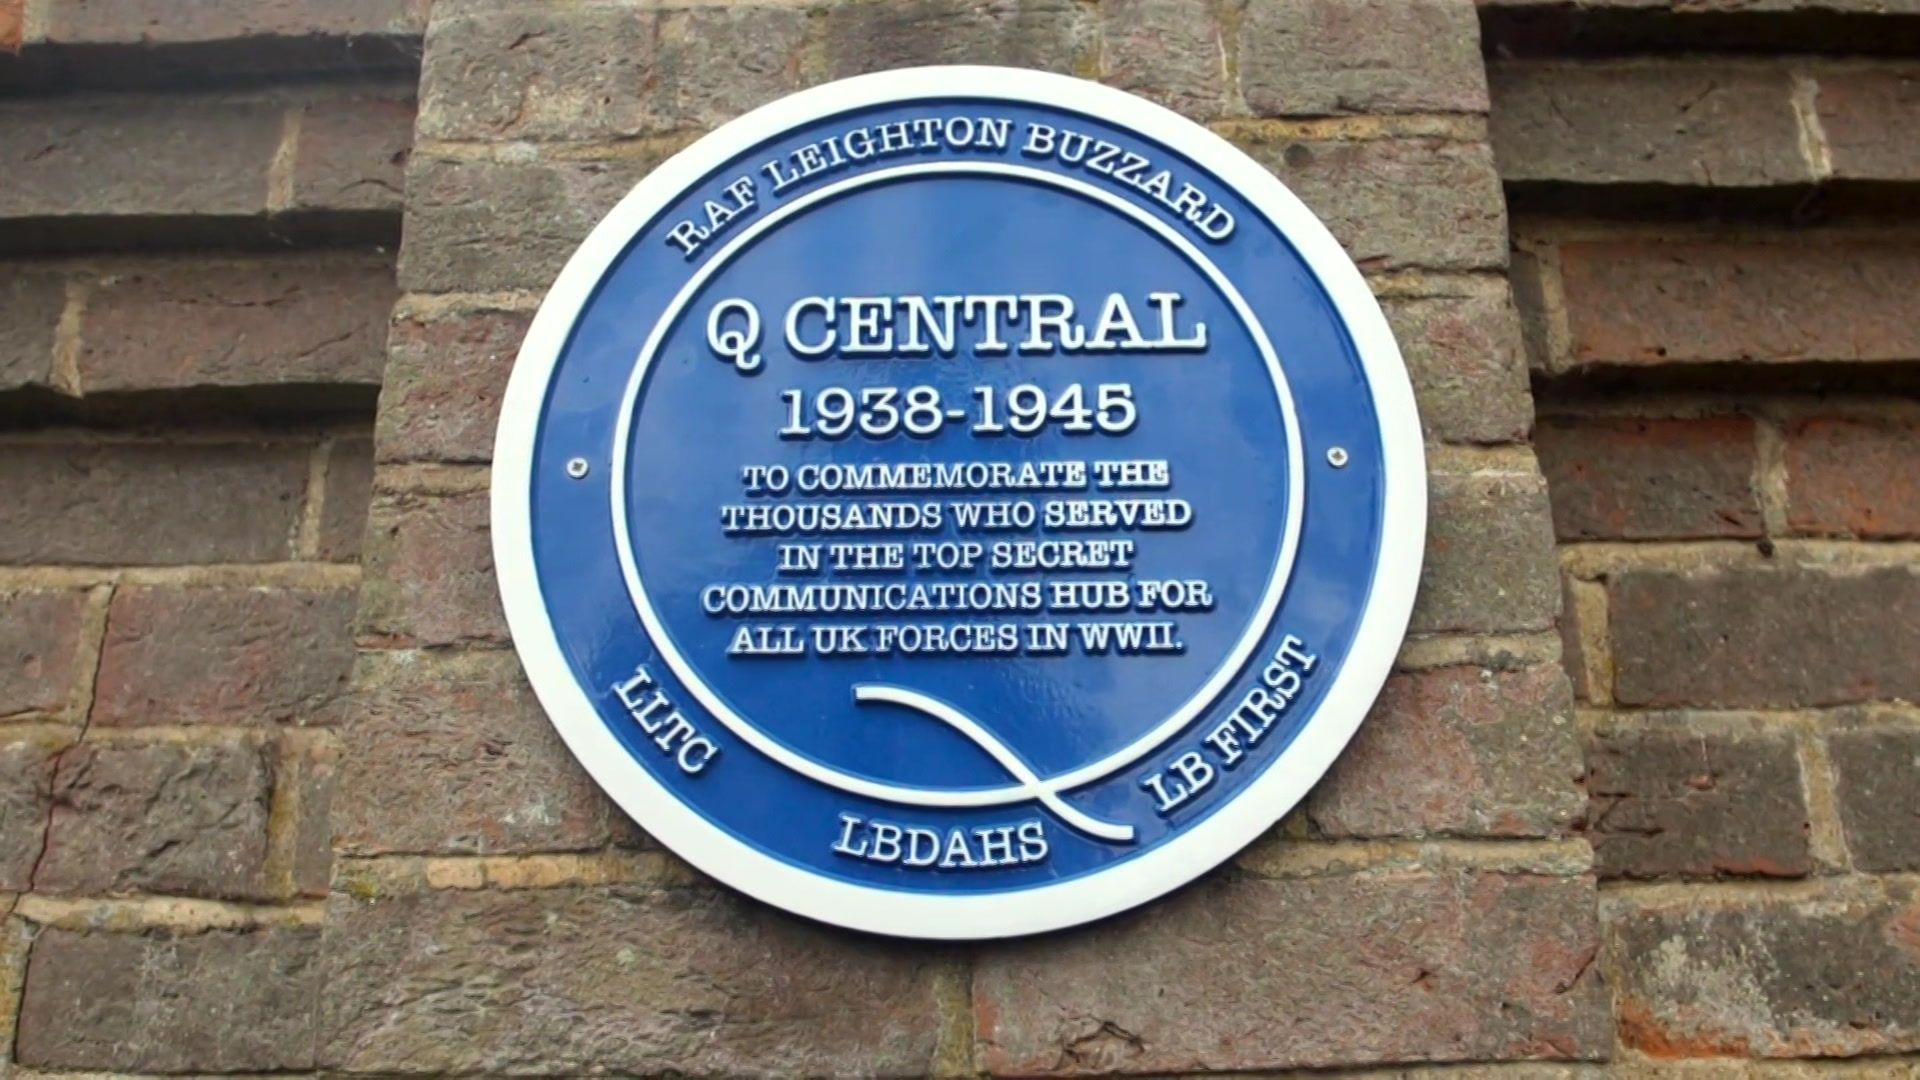 RAF LEIGHTON BUZZARD
Q CENTRAL
1938-1945
TO COMMEMORATE THE
THOUSANDS WHO SERVED
IN THE TOP SECRET
COMMUNICATIONS HUB FOR
ALL UK FORCES IN WWII.
LLTC
LBDAHS
LB FIRST